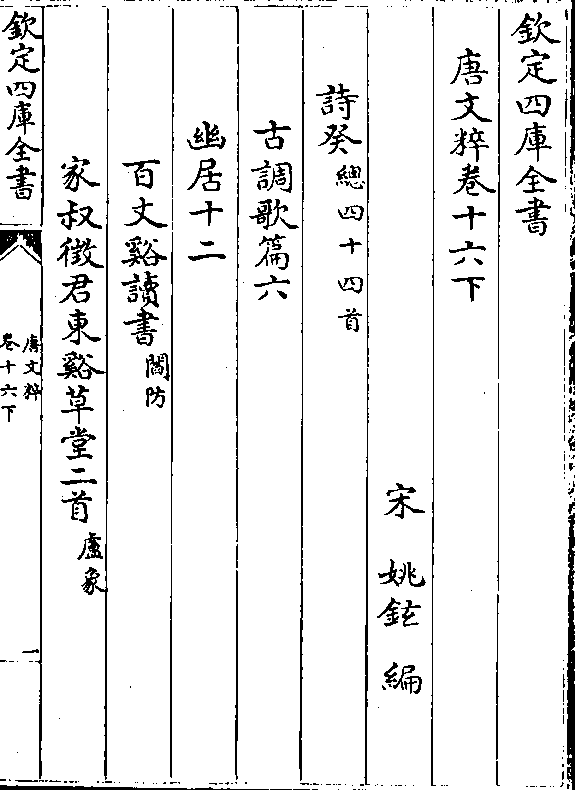 欽定四庫全書
唐文粹卷十六下
宋　姚鉉　編
詩癸總四十四首
古調歌篇六
幽居十二
百丈谿讀書閻防
家叔徴君東谿草堂二首盧象
欽定四庫全書
唐文粹
卷十六下
一